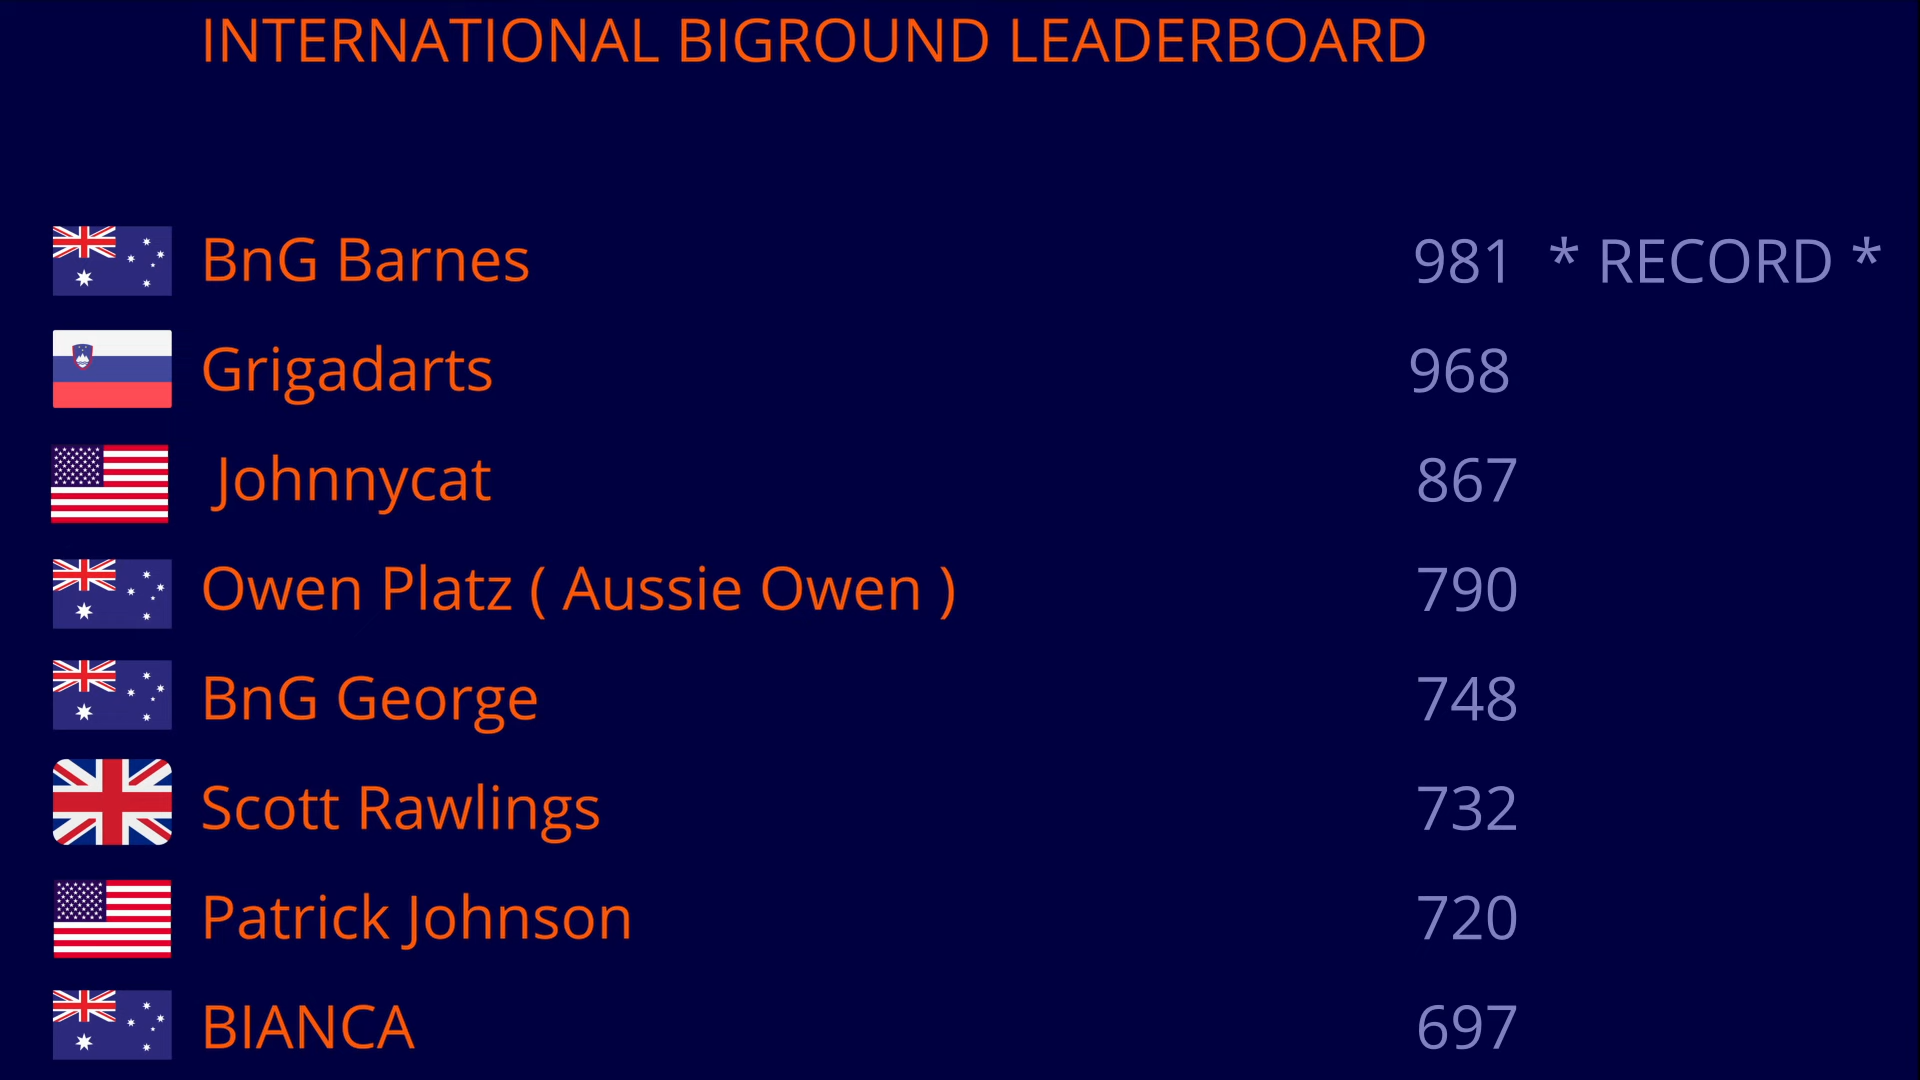 INTERNATIONAL BIGROUND LEADERBOARD
BnG Barnes 981 * RECORD *
Grigadarts 968
Johnnycat 867
Owen Platz ( Aussie Owen ) 790
BnG George 748
Scott Rawlings 732
Patrick Johnson 720
BIANCA 697